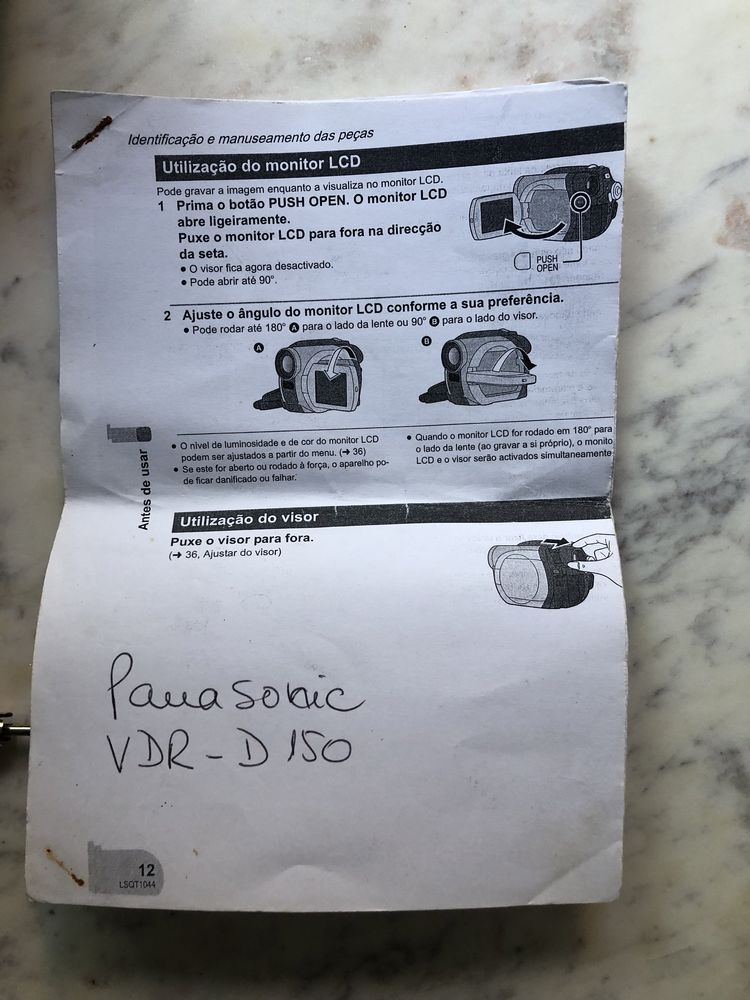 Identificação e manuseamento das peças
Utilização do monitor LCD
Pode gravar a imagem enquanto a visualiza no monitor LCD.
1 Prima o botão PUSH OPEN. O monitor LCD
abre ligeiramente.
Puxe o monitor LCD para fora na direcção
da seta.
● O visor fica agora desactivado.
● Pode abrir até 90°.
PUSH
OPEN
2 Ajuste o ângulo do monitor LCD conforme a sua preferência.
● Pode rodar até 180° A para o lado da lente ou 90° B para o lado do visor.
A
B
● O nível de luminosidade e de cor do monitor LCD
podem ser ajustados a partir do menu. (➜ 36)
● Se este for aberto ou rodado à força, o aparelho po-
de ficar danificado ou falhar.
● Quando o monitor LCD for rodado em 180° para
o lado da lente (ao gravar a si próprio), o monito
LCD e o visor serão activados simultaneamente
Antes de usar
Utilização do visor
Puxe o visor para fora.
(➜ 36, Ajustar do visor)
Panasonic
VDR-D150
12
LSQT1044